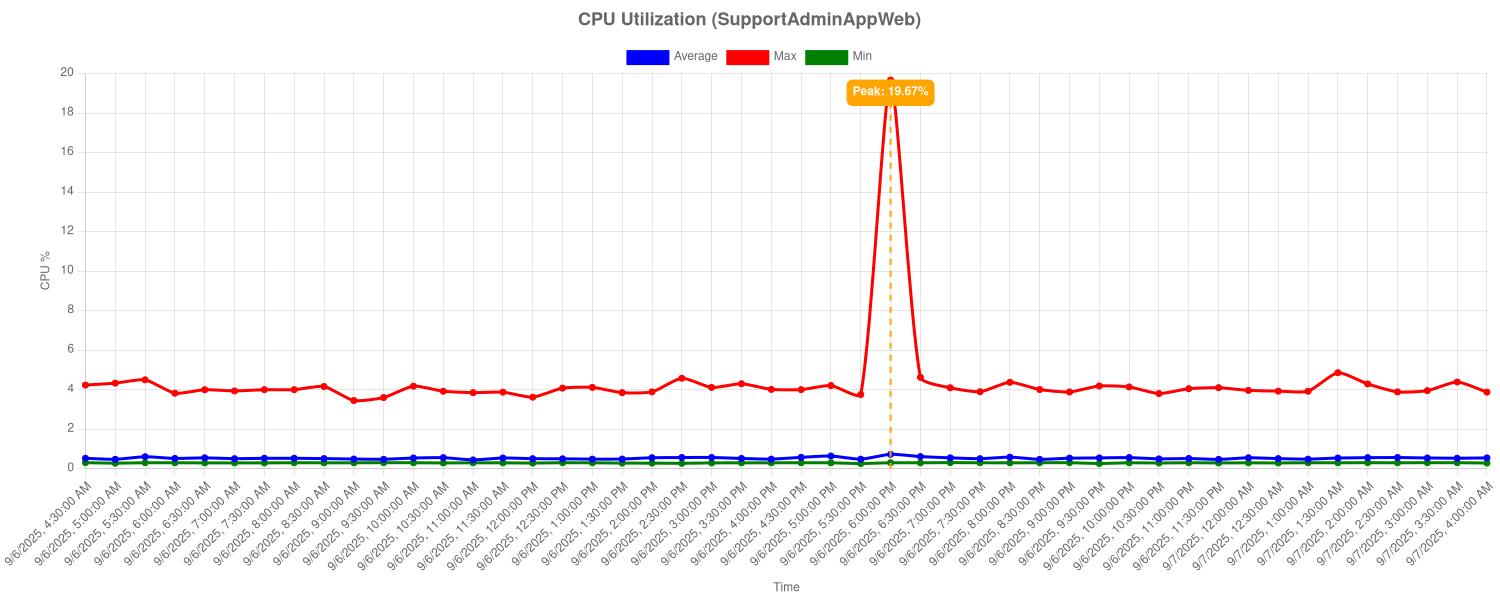 CPU Utilization (SupportAdminAppWeb)
Average Max Min
Peak: 19.67%
20
18
16
14
12
10
8
6
4
2
0
CPU %
9/6/2025, 4:30:00 AM
9/6/2025, 5:00:00 AM
9/6/2025, 5:30:00 AM
9/6/2025, 6:00:00 AM
9/6/2025, 6:30:00 AM
9/6/2025, 7:00:00 AM
9/6/2025, 7:30:00 AM
9/6/2025, 8:00:00 AM
9/6/2025, 8:30:00 AM
9/6/2025, 9:00:00 AM
9/6/2025, 9:30:00 AM
9/6/2025, 10:00:00 AM
9/6/2025, 10:30:00 AM
9/6/2025, 11:00:00 AM
9/6/2025, 11:30:00 AM
9/6/2025, 12:00:00 PM
9/6/2025, 12:30:00 PM
9/6/2025, 1:00:00 PM
9/6/2025, 1:30:00 PM
9/6/2025, 2:00:00 PM
9/6/2025, 2:30:00 PM
9/6/2025, 3:00:00 PM
9/6/2025, 3:30:00 PM
9/6/2025, 4:00:00 PM
9/6/2025, 4:30:00 PM
9/6/2025, 5:00:00 PM
9/6/2025, 5:30:00 PM
9/6/2025, 6:00:00 PM
9/6/2025, 6:30:00 PM
9/6/2025, 7:00:00 PM
9/6/2025, 7:30:00 PM
9/6/2025, 8:00:00 PM
9/6/2025, 8:30:00 PM
9/6/2025, 9:00:00 PM
9/6/2025, 9:30:00 PM
9/6/2025, 10:00:00 PM
9/6/2025, 10:30:00 PM
9/6/2025, 11:00:00 PM
9/6/2025, 11:30:00 PM
9/7/2025, 12:00:00 AM
9/7/2025, 12:30:00 AM
9/7/2025, 1:00:00 AM
9/7/2025, 1:30:00 AM
9/7/2025, 2:00:00 AM
9/7/2025, 2:30:00 AM
9/7/2025, 3:00:00 AM
9/7/2025, 3:30:00 AM
9/7/2025, 4:00:00 AM
Time